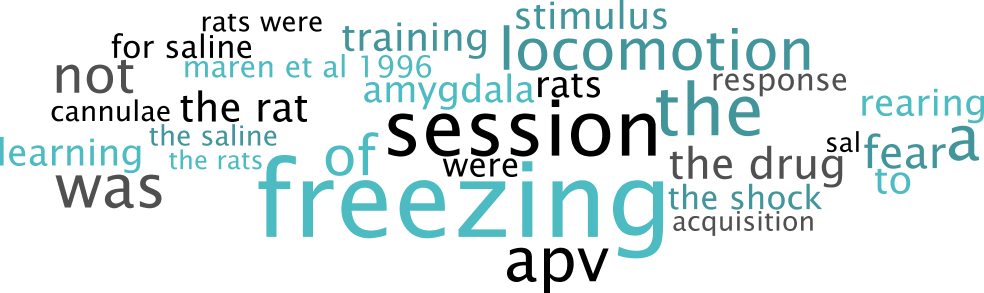 rats were
stimulus
for saline
training
locomotion
not
maren et al 1996
amygdala
rats
response
cannulae
the rat
session
the
rearing
learning
the saline
the rats
of
were
the drug
sal
fear
a
was
freezing
the shock
to
acquisition
apv